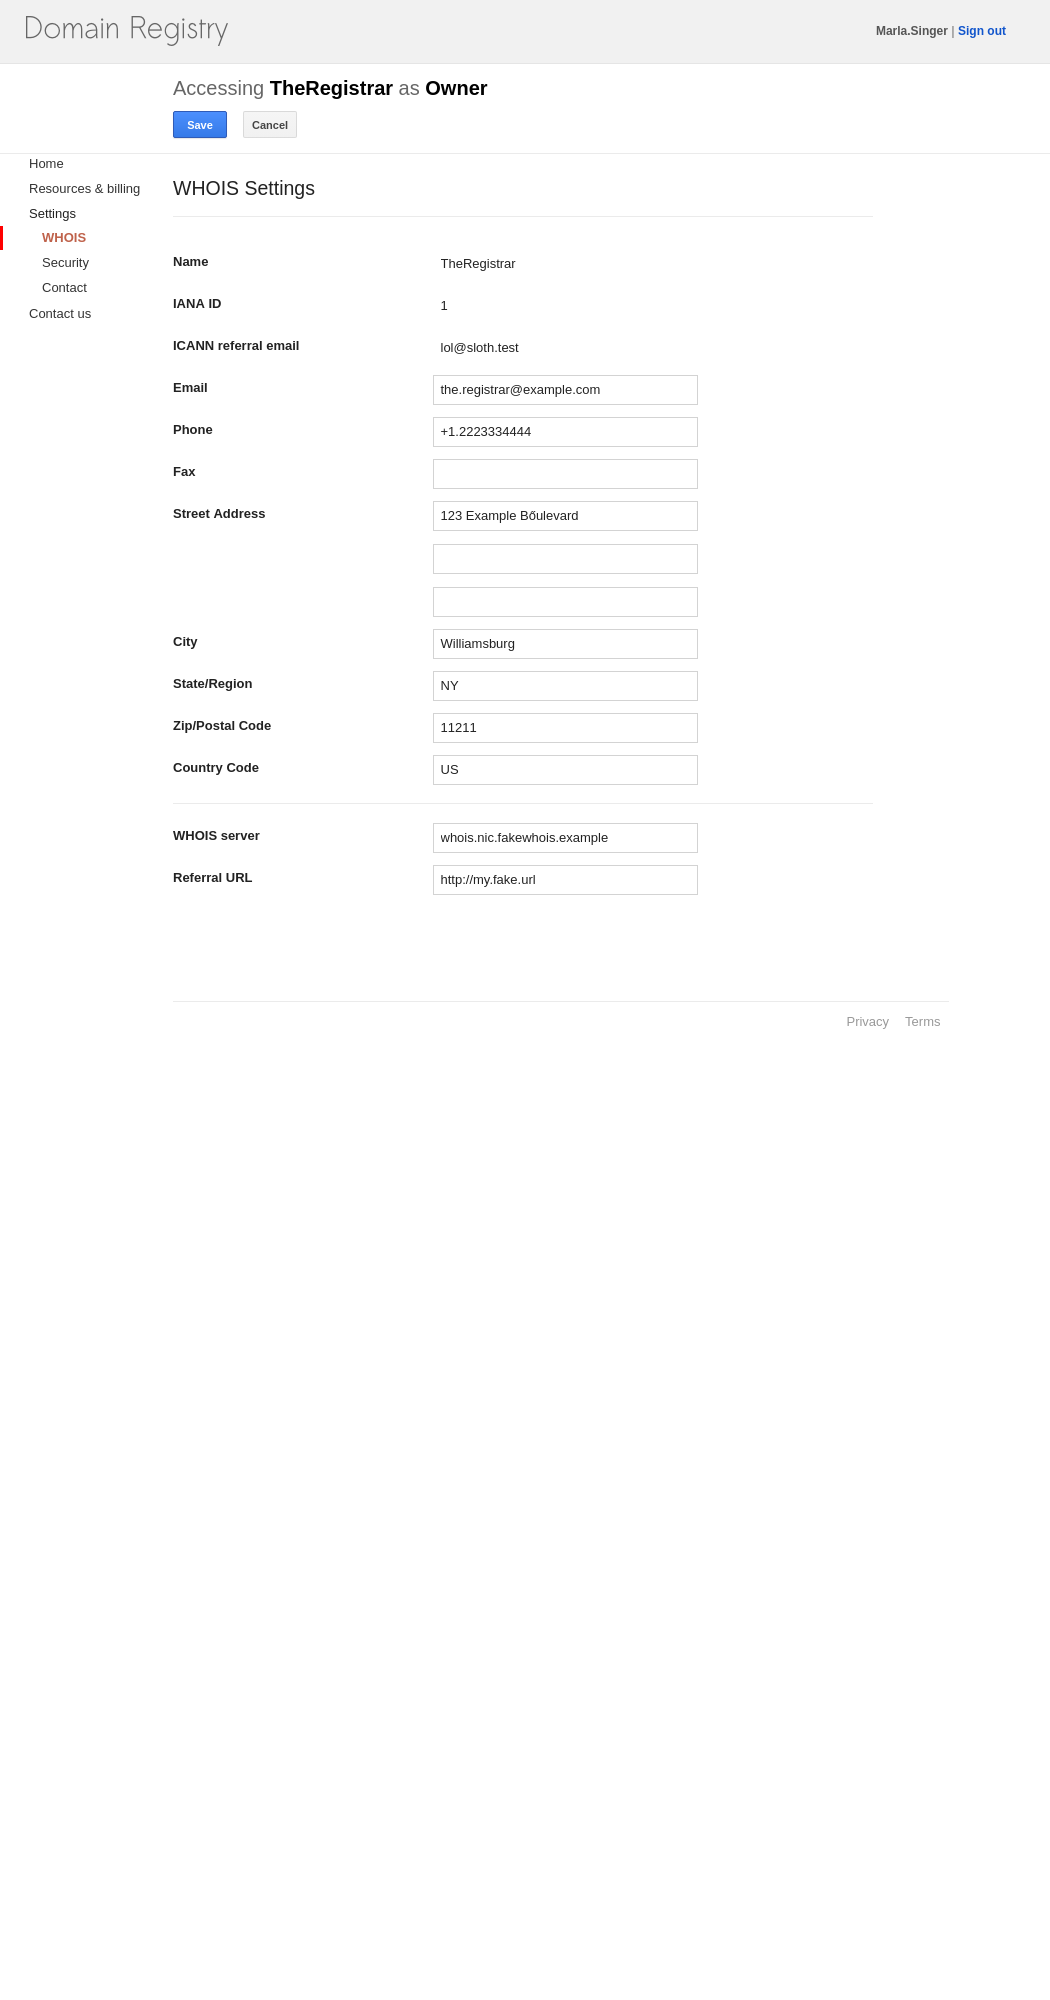 Domain Registry
Marla.Singer | Sign out
Accessing TheRegistrar as Owner
Save Cancel
Home
Resources & billing
Settings
WHOIS
Security
Contact
Contact us
WHOIS Settings
Name TheRegistrar
IANA ID 1
ICANN referral email lol@sloth.test
Email the.registrar@example.com
Phone +1.2223334444
Fax
Street Address 123 Example Bőulevard
City Williamsburg
State/Region NY
Zip/Postal Code 11211
Country Code US
WHOIS server whois.nic.fakewhois.example
Referral URL http://my.fake.url
Privacy Terms